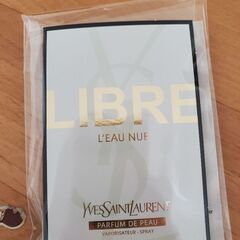 LIBRE
L'EAU NUE
YVESSAINTLAURENT
PARFUM DE PEAU
VAPORISATEUR - SPRAY